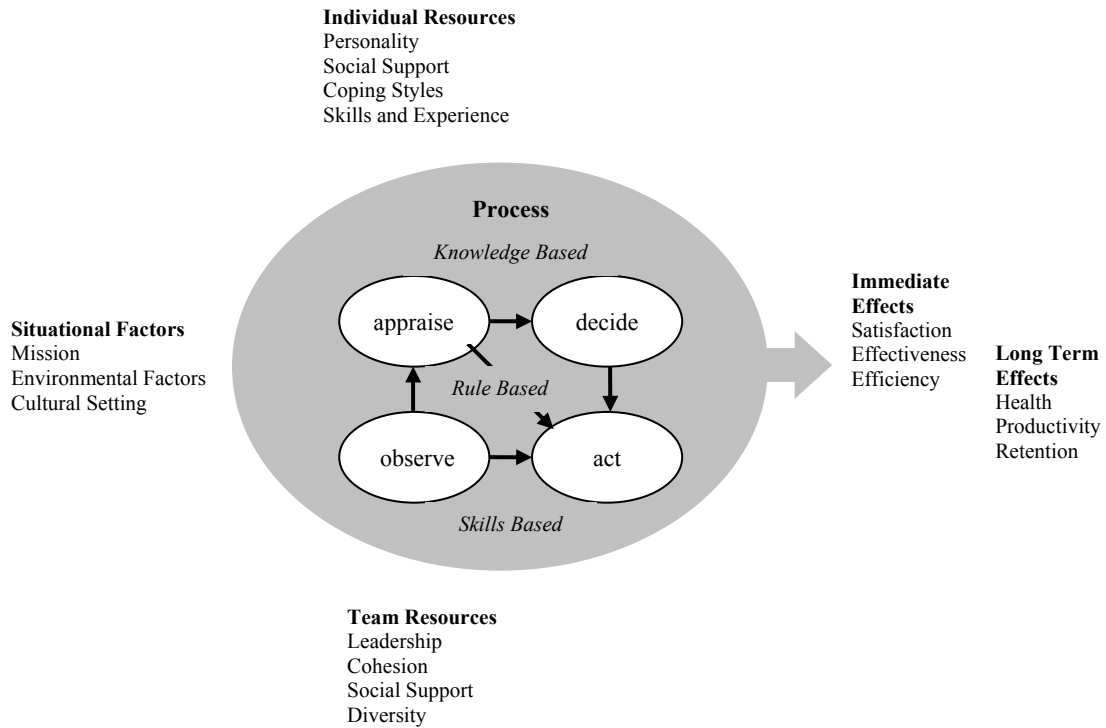 Individual Resources
Personality
Social Support
Coping Styles
Skills and Experience
Process
Knowledge Based
appraise
decide
Rule Based
observe
act
Skills Based
Situational Factors
Mission
Environmental Factors
Cultural Setting
Immediate
Effects
Satisfaction
Effectiveness
Efficiency
Long Term
Effects
Health
Productivity
Retention
Team Resources
Leadership
Cohesion
Social Support
Diversity